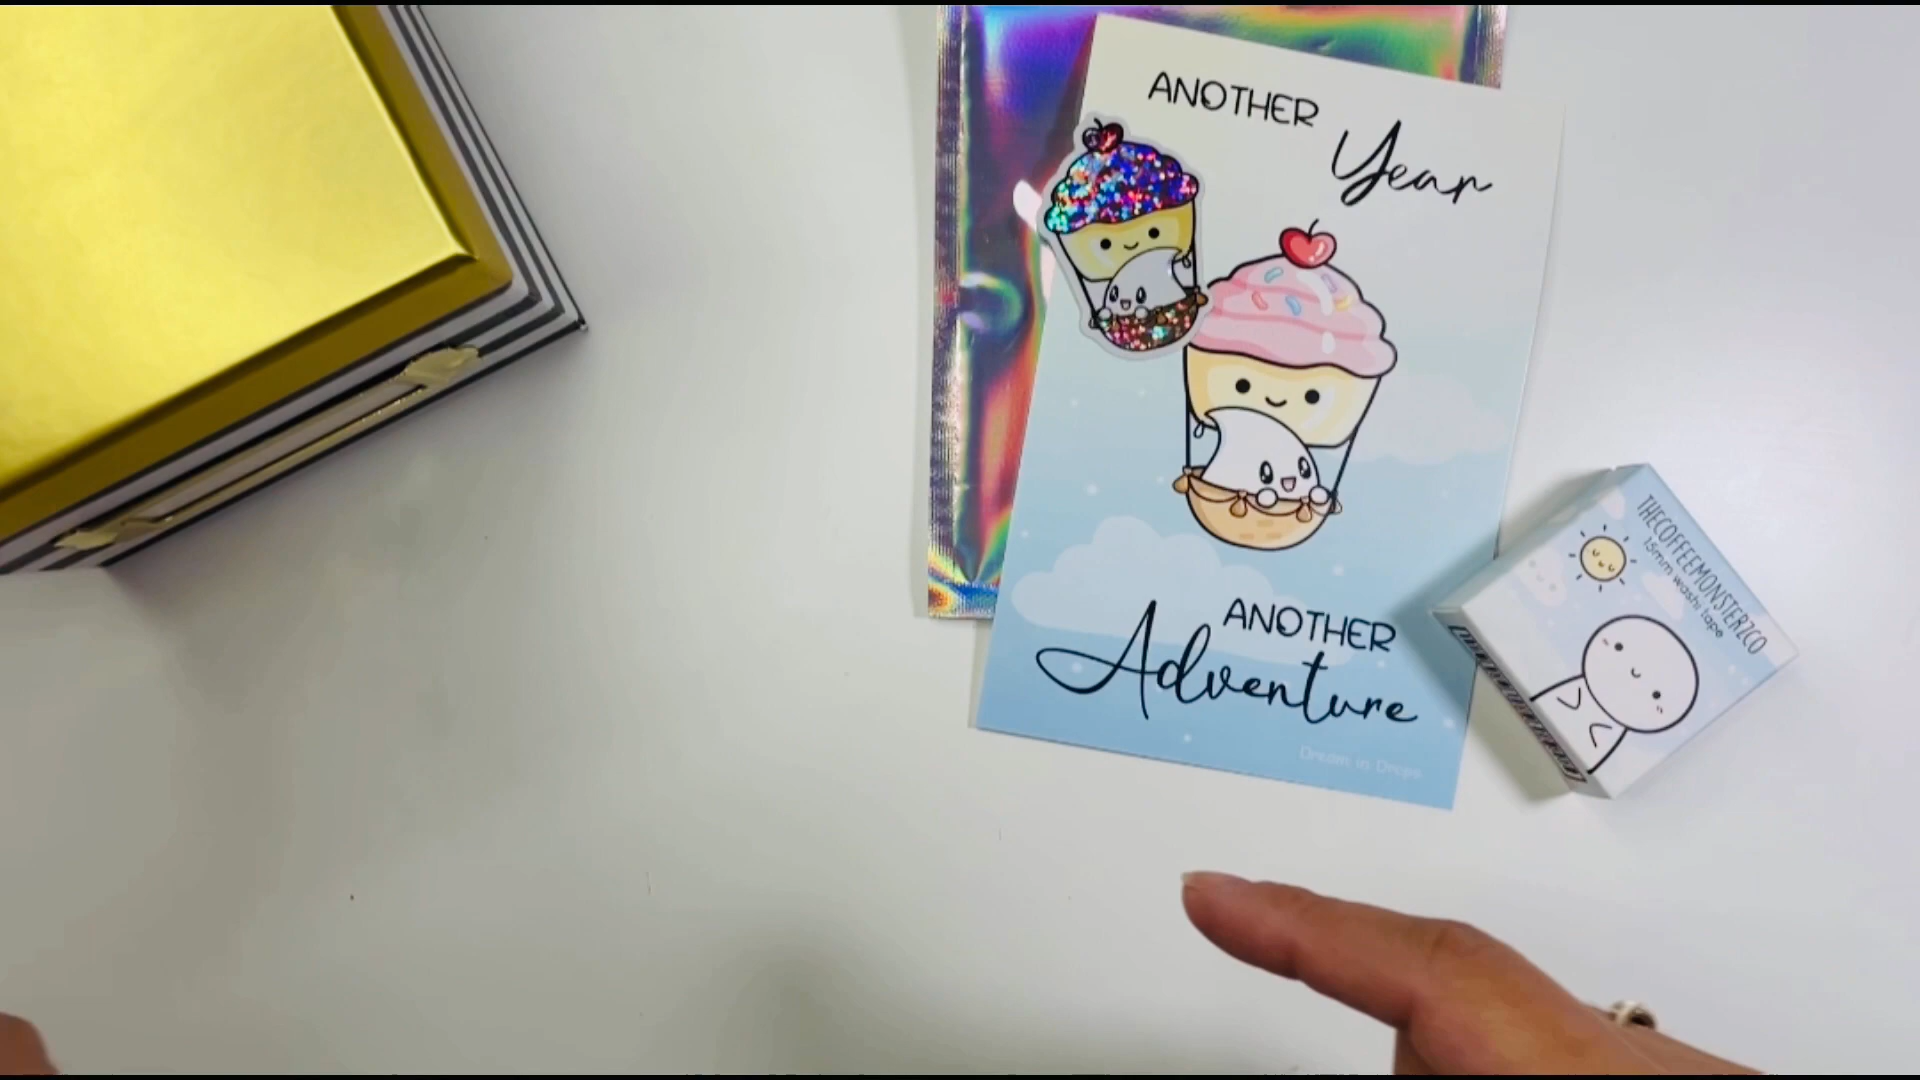 ANOTHER
Year
ANOTHER
Adventure
Dream in Drops
THECOFFEEMONSTERZCO
15mm washi tape